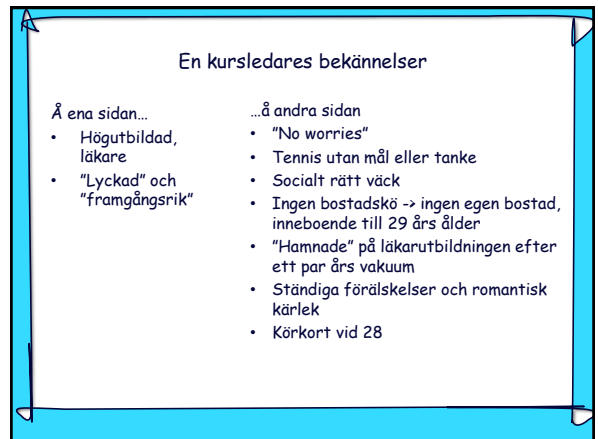 En kursledares bekännelser
Å ena sidan…
• Högutbildad,
läkare
• ”Lyckad” och
”framgångsrik”
…å andra sidan
• ”No worries”
• Tennis utan mål eller tanke
• Socialt rätt väck
• Ingen bostadskö -> ingen egen bostad,
inneboende till 29 års ålder
• ”Hamnade” på läkarutbildningen efter
ett par års vakuum
• Ständiga förälskelser och romantisk
kärlek
• Körkort vid 28